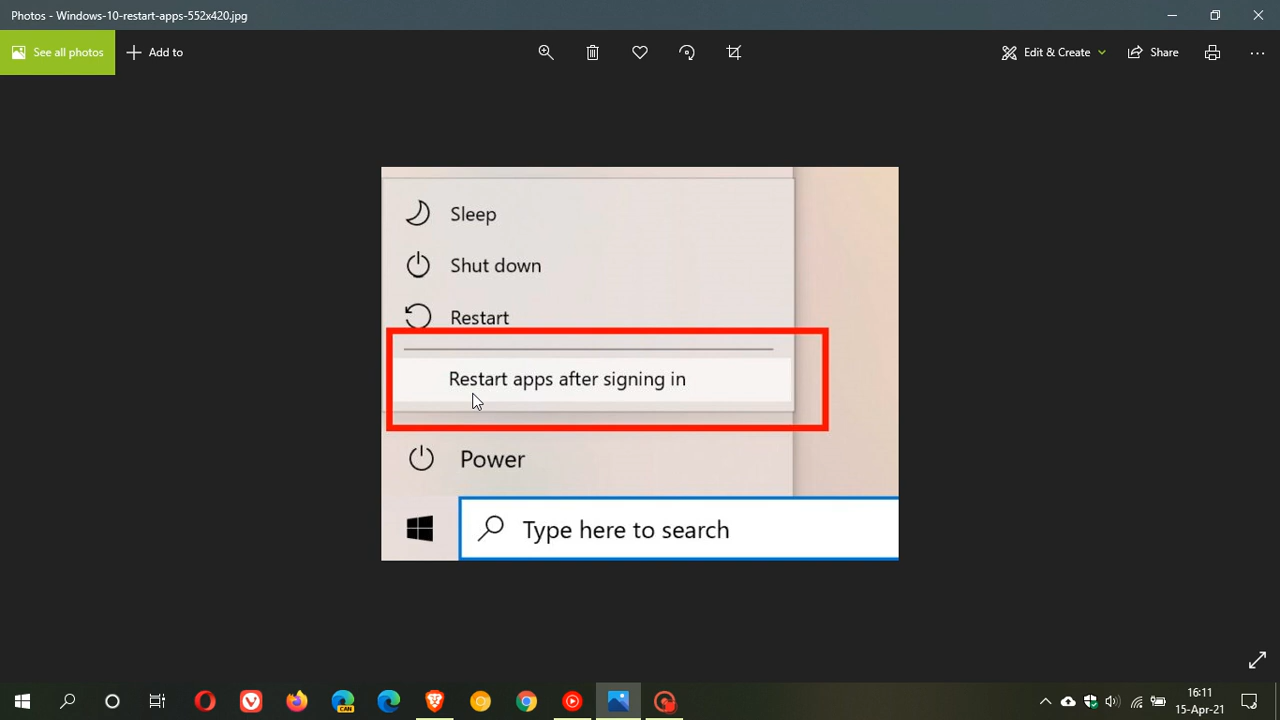 Photos - Windows-10-restart-apps-552x420.jpg
See all photos
Add to
Edit & Create
Share
Sleep
Shut down
Restart
Restart apps after signing in
Power
Type here to search
CAN
16:11
15-Apr-21